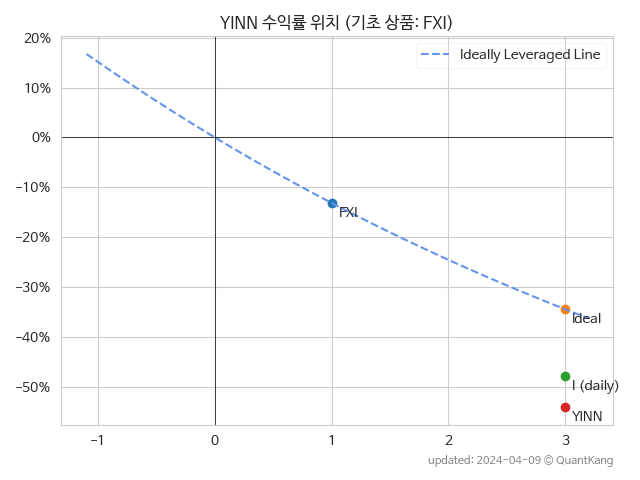 YINN 수익률 위치 (기초 상품: FXI)
20%
10%
0%
−10%
−20%
−30%
−40%
−50%
Ideally Leveraged Line
FXI
Ideal
I (daily)
YINN
−1
0
1
2
3
updated: 2024-04-09 © QuantKang